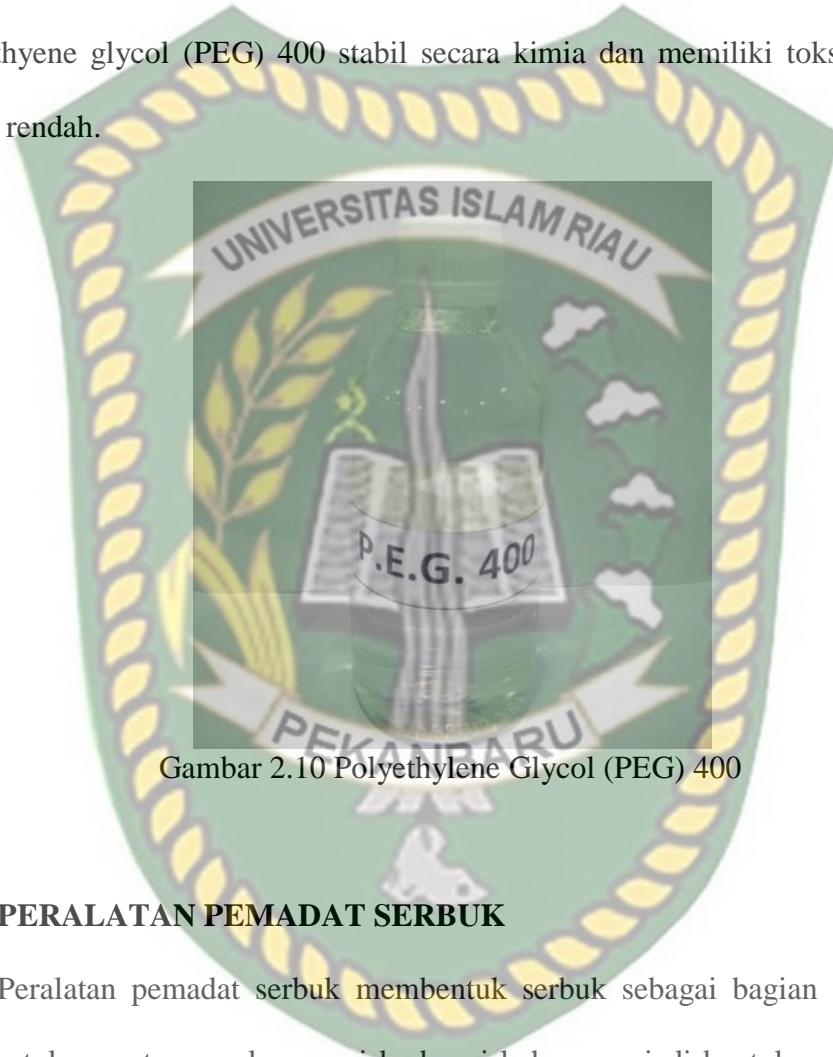 thyene glycol (PEG) 400 stabil secara kimia dan memiliki toks
rendah.
UNIVERSITAS ISLAM RIAU
P.E.G. 400
PEKANBARU
Gambar 2.10 Polyethylene Glycol (PEG) 400
PERALATAN PEMADAT SERBUK
Peralatan pemadat serbuk membentuk serbuk sebagai bagian